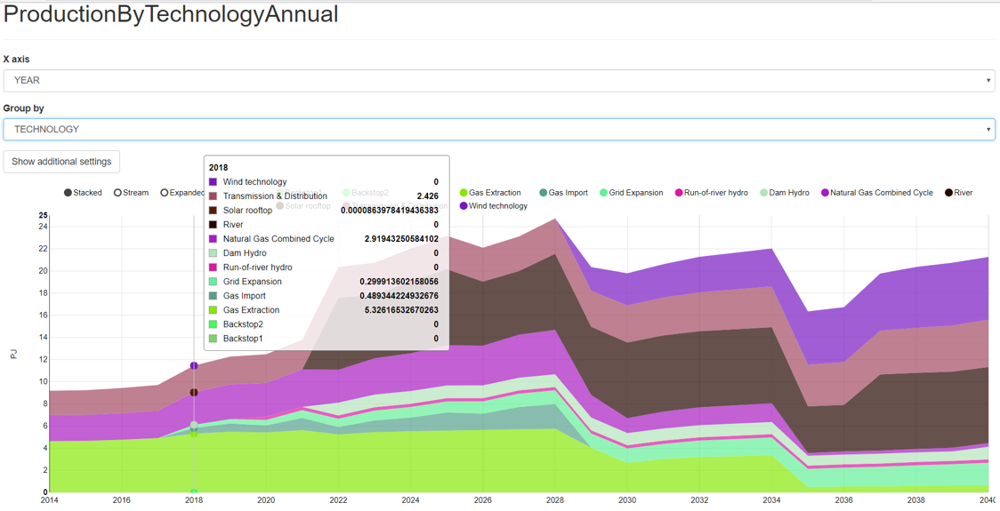 ProductionByTechnologyAnnual
X axis
YEAR
Group by
TECHNOLOGY
Show additional settings
Stacked Stream Expanded Backstop2 Gas Extraction Gas Import Grid Expansion Run-of-river hydro Dam Hydro Natural Gas Combined Cycle River
Solar rooftop Wind technology
2018
Wind technology 0
Transmission & Distribution 2.426
Solar rooftop 0.0000863978419436383
River 0
Natural Gas Combined Cycle 2.91943250584102
Dam Hydro 0
Run-of-river hydro 0
Grid Expansion 0.299913602158056
Gas Import 0.489344224932676
Gas Extraction 5.32616532670263
Backstop2 0
Backstop1 0
PJ
25
24
22
20
18
16
14
12
10
8
6
4
2
0
2014 2016 2018 2020 2022 2024 2026 2028 2030 2032 2034 2036 2038 2040